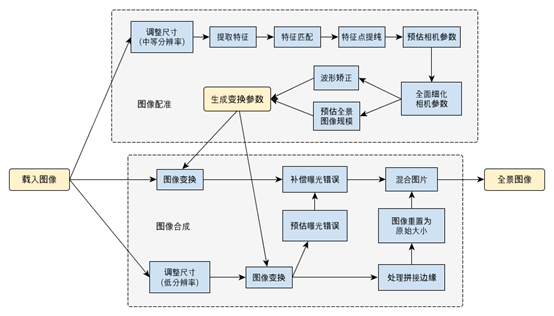 调整尺寸
(中等分辨率)
提取特征
特征匹配
特征点提纯
预估相机参数
波形矫正
全面细化
相机参数
生成变换参数
预估全景
图像规模
图像配准
载入图像
图像变换
补偿曝光错误
混合图片
全景图像
预估曝光错误
图像重置为
原始大小
图像合成
调整尺寸
(低分辨率)
图像变换
处理拼接边缘